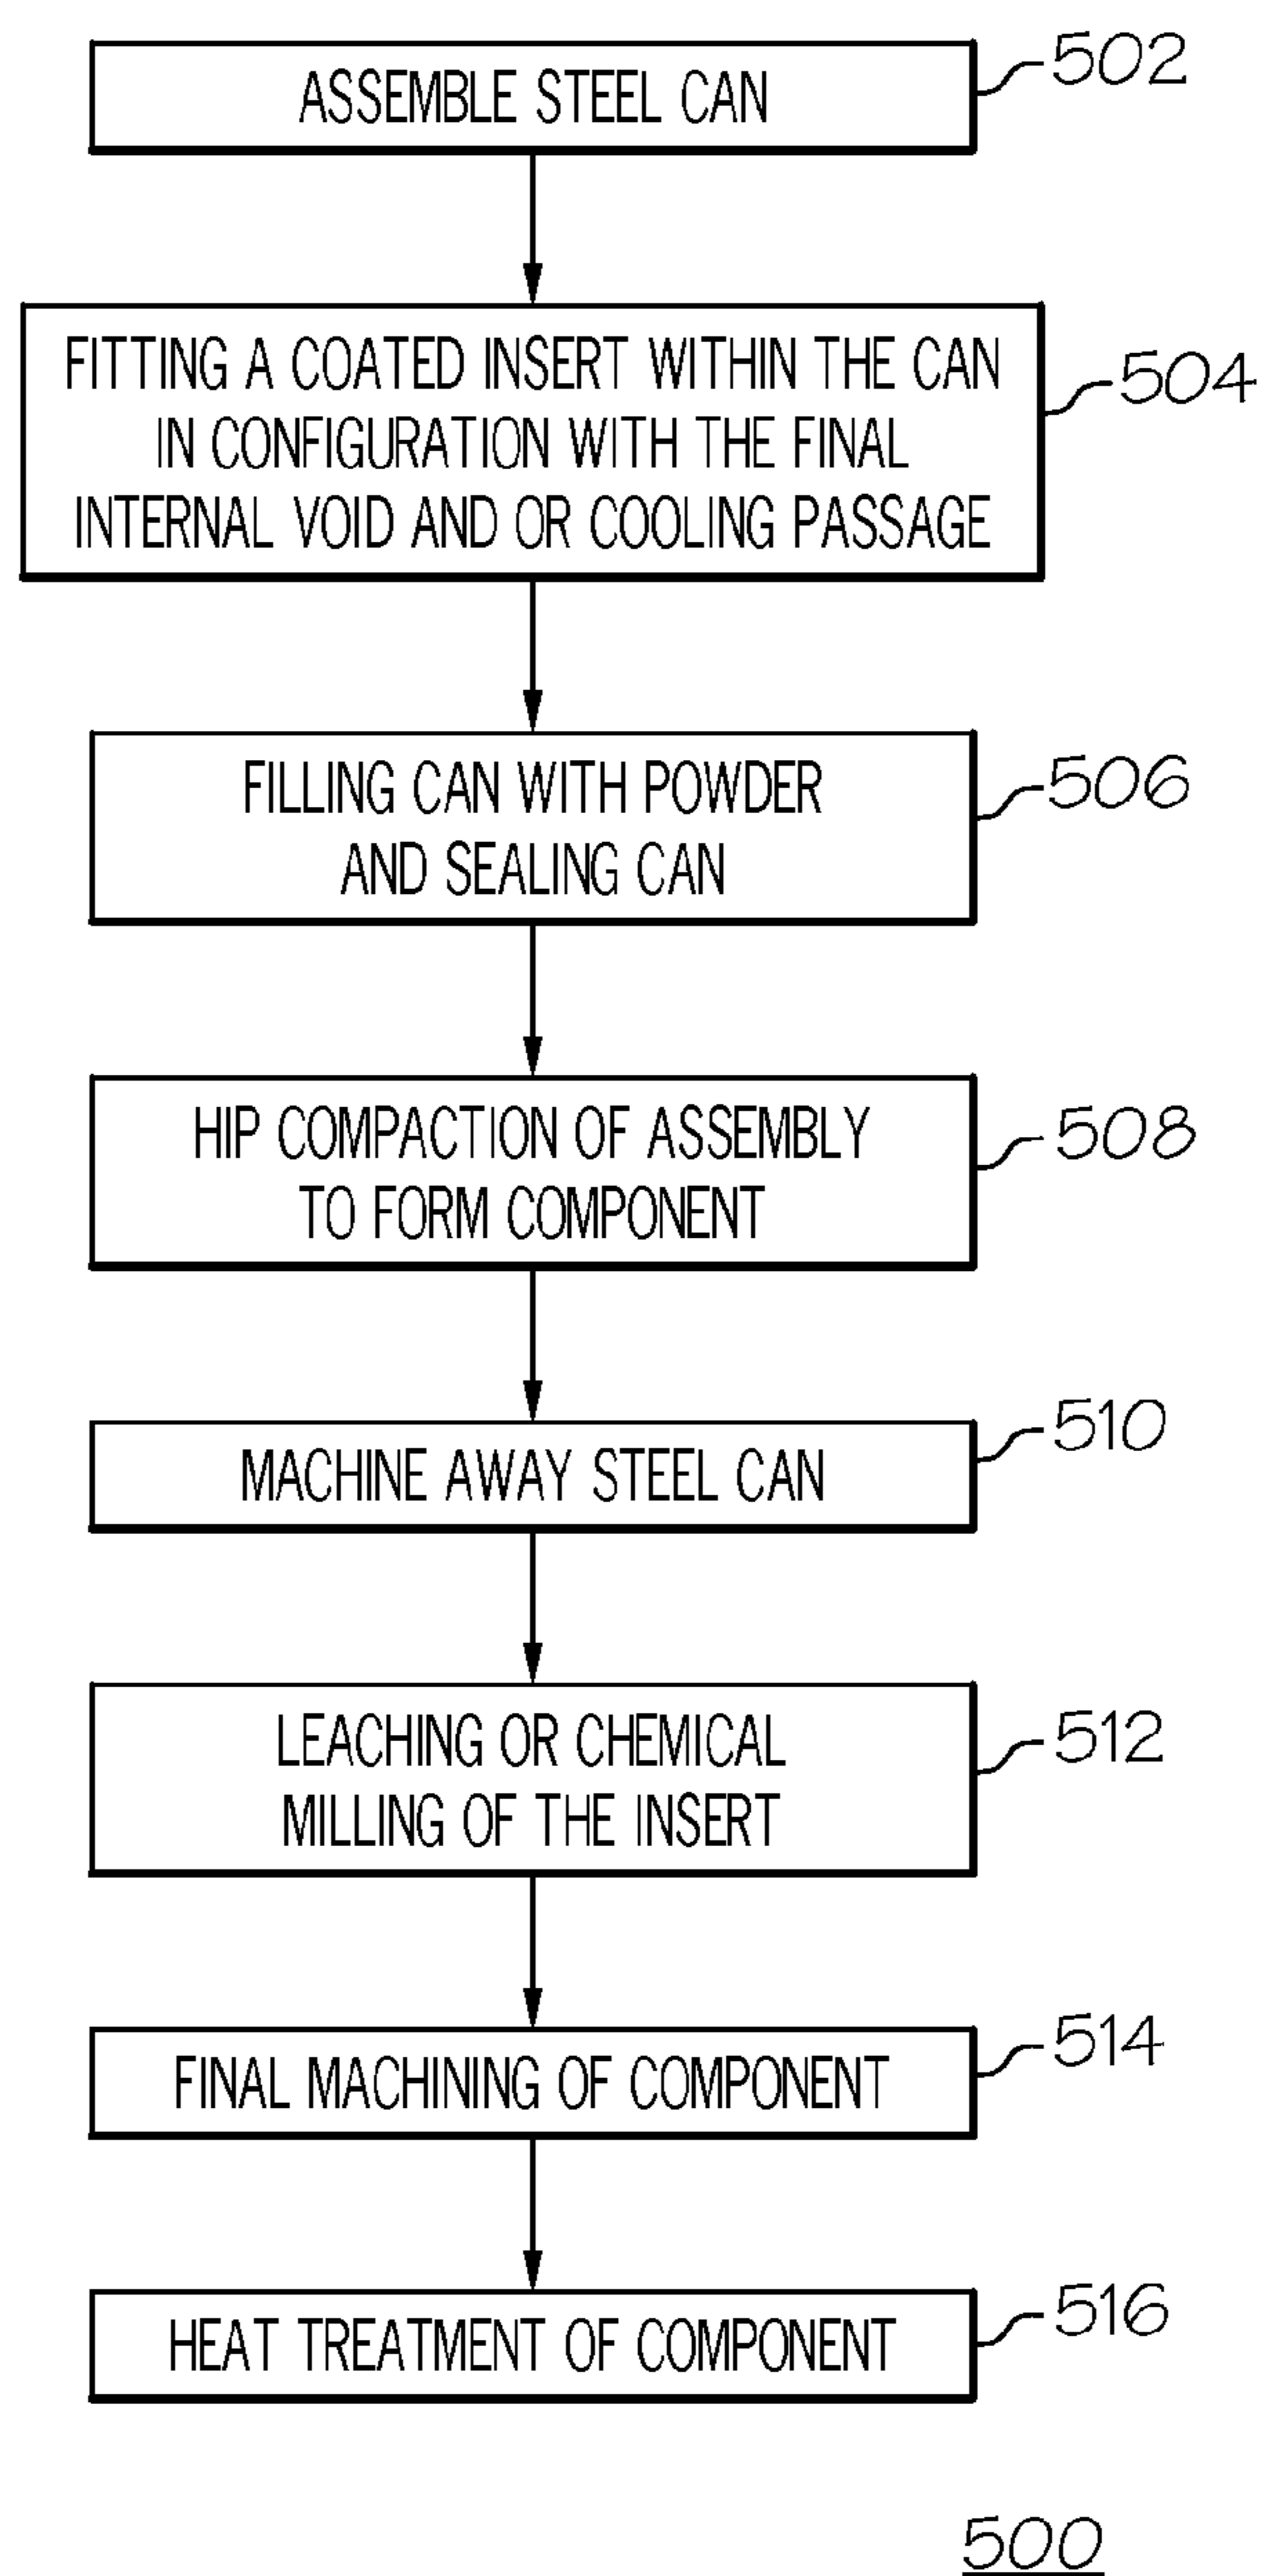 ASSEMBLE STEEL CAN
502
FITTING A COATED INSERT WITHIN THE CAN
IN CONFIGURATION WITH THE FINAL
INTERNAL VOID AND OR COOLING PASSAGE
504
FILLING CAN WITH POWDER
AND SEALING CAN
506
HIP COMPACTION OF ASSEMBLY
TO FORM COMPONENT
508
MACHINE AWAY STEEL CAN
510
LEACHING OR CHEMICAL
MILLING OF THE INSERT
512
FINAL MACHINING OF COMPONENT
514
HEAT TREATMENT OF COMPONENT
516
500